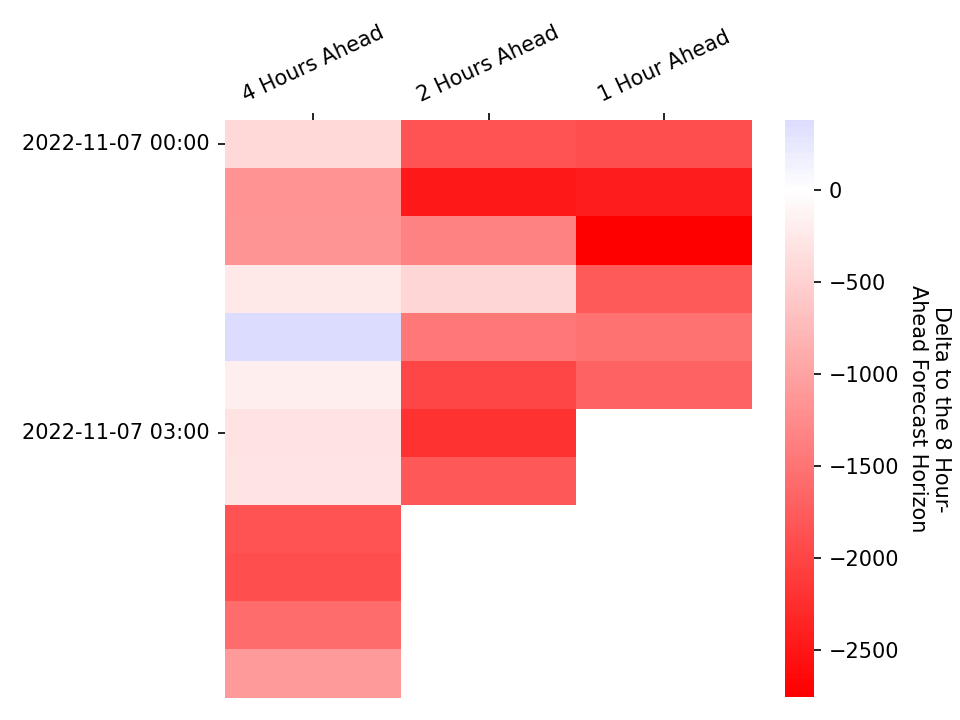 4 Hours Ahead
2 Hours Ahead
1 Hour Ahead
2022-11-07 00:00
2022-11-07 03:00
0
−500
−1000
−1500
−2000
−2500
Delta to the 8 Hour-
Ahead Forecast Horizon